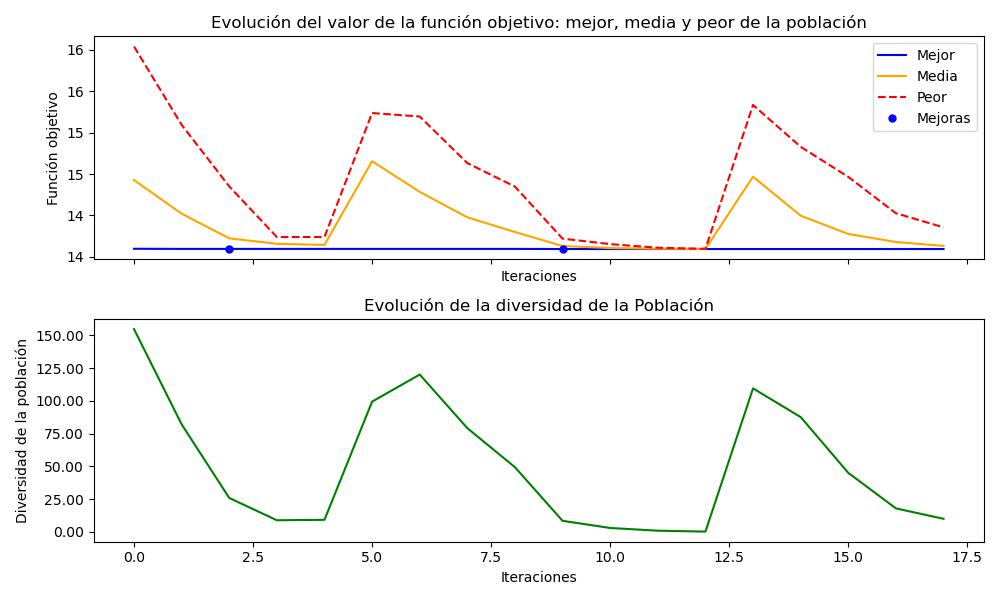 Evolución del valor de la función objetivo: mejor, media y peor de la población
16
16
15
15
14
14
Función objetivo
Mejor
Media
Peor
Mejoras
Iteraciones
Evolución de la diversidad de la Población
150.00
125.00
100.00
75.00
50.00
25.00
0.00
Diversidad de la población
0.0 2.5 5.0 7.5 10.0 12.5 15.0 17.5
Iteraciones